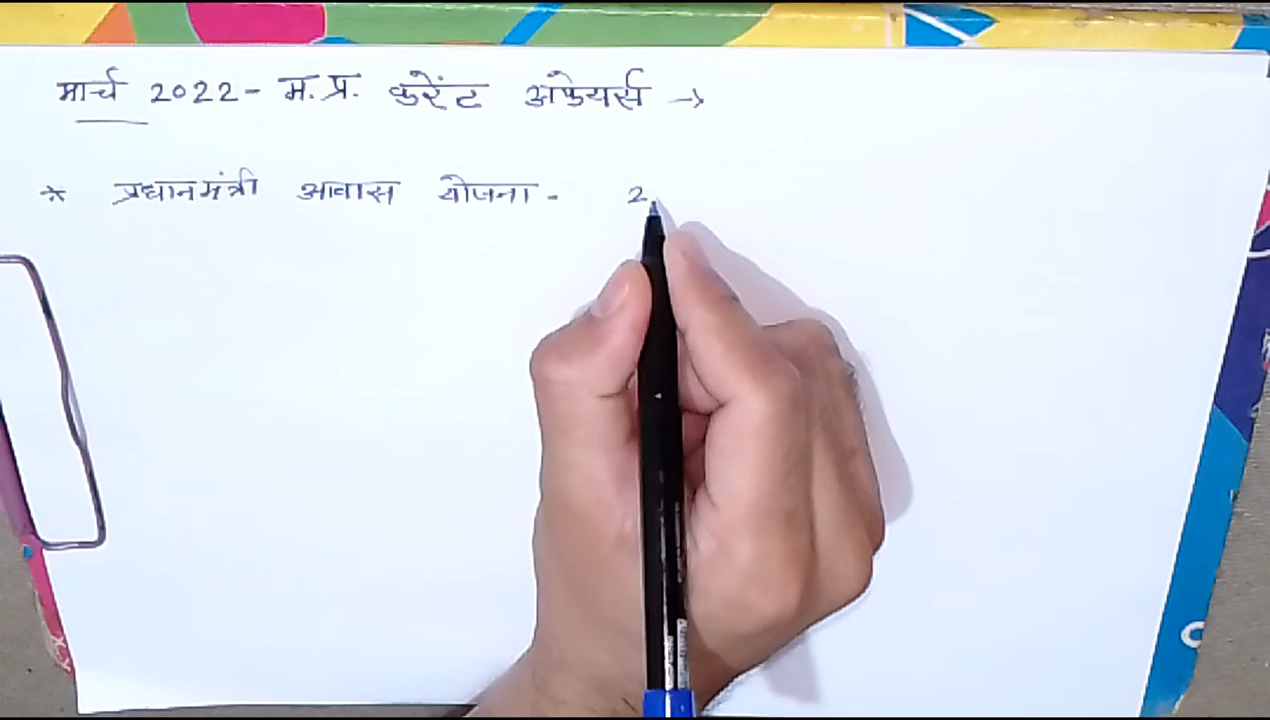 मार्च 2022 - म.प्र. करेंट अफेयर्स →
* प्रधानमंत्री आवास योजना - 2